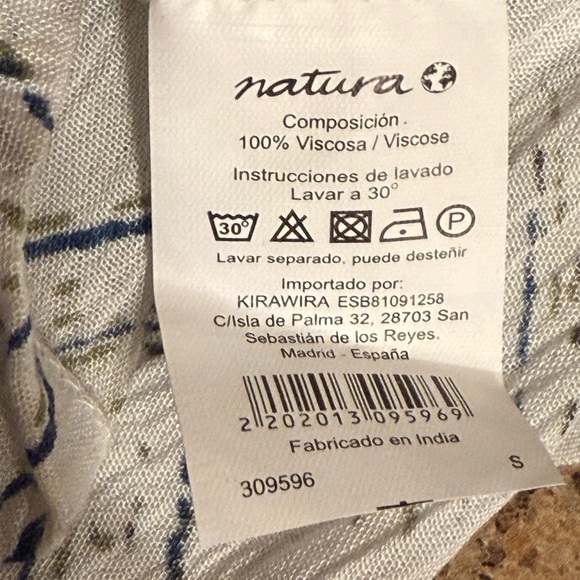 natura
Composición.
100% Viscosa / Viscose
Instrucciones de lavado
Lavar a 30°
30°
P
Lavar separado, puede desteñir
Importado por:
KIRAWIRA ESB81091258
C/Isla de Palma 32, 28703 San
Sebastián de los Reyes.
Madrid - España
2 202013 095969
Fabricado en India
309596
S